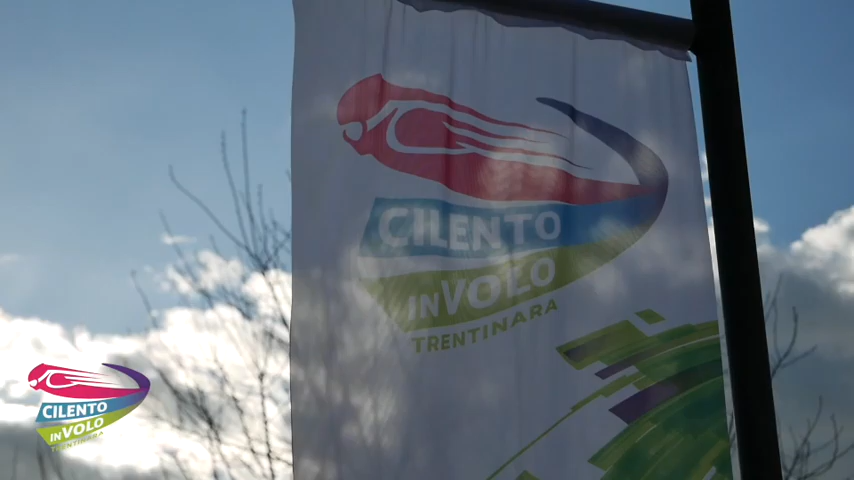 CILENTO
INVOLO
TRENTINARA
CILENTO
INVOLO
TRENTINARA